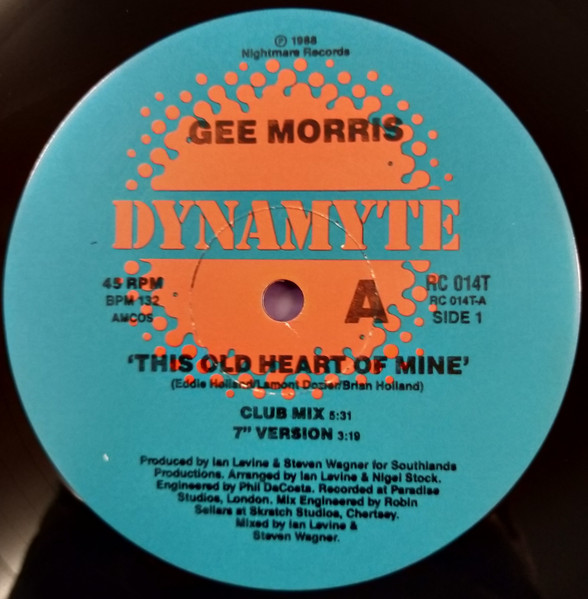 ℗ 1988
Nightmare Records
GEE MORRIS
DYNAMYTE
45 RPM
BPM 132
AMCOS
A
RC 014T
RC 014T-A
SIDE 1
'THIS OLD HEART OF MINE'
(Eddie Holland/Lamont Dozier/Brian Holland)
CLUB MIX 5:31
7" VERSION 3:19
Produced by Ian Levine & Steven Wagner for Southlands
Productions. Arranged by Ian Levine & Nigel Stock.
Engineered by Phil DaCosta. Recorded at Paradise
Studios, London. Mix Engineered by Robin
Sellars at Skratch Studios, Chertsey.
Mixed by Ian Levine &
Steven Wagner.